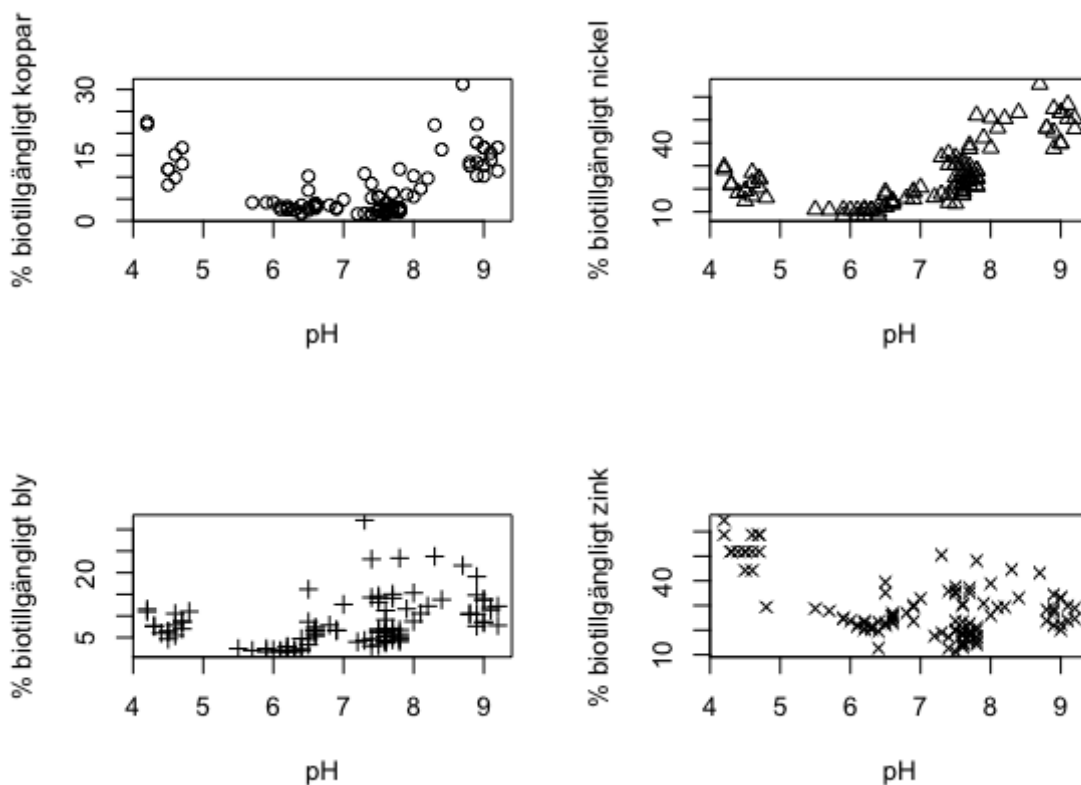 % biotillgängligt koppar
0 15 30
4 5 6 7 8 9
pH
% biotillgängligt nickel
10 40
4 5 6 7 8 9
pH
% biotillgängligt bly
5 20
4 5 6 7 8 9
pH
% biotillgängligt zink
10 40
4 5 6 7 8 9
pH